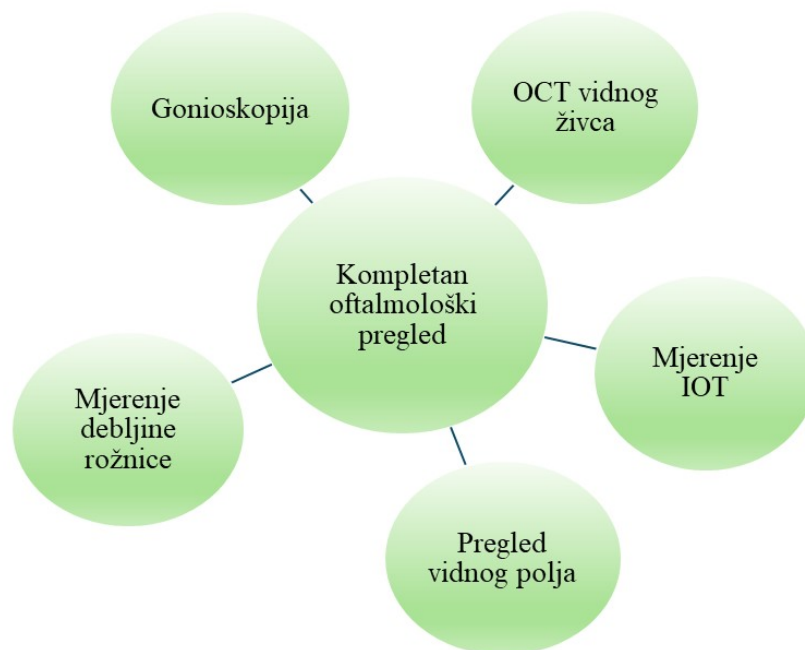 Gonioskopija
OCT vidnog
živca
Kompletan
oftalmološki
pregled
Mjerenje
IOT
Mjerenje
debljine
rožnice
Pregled
vidnog polja